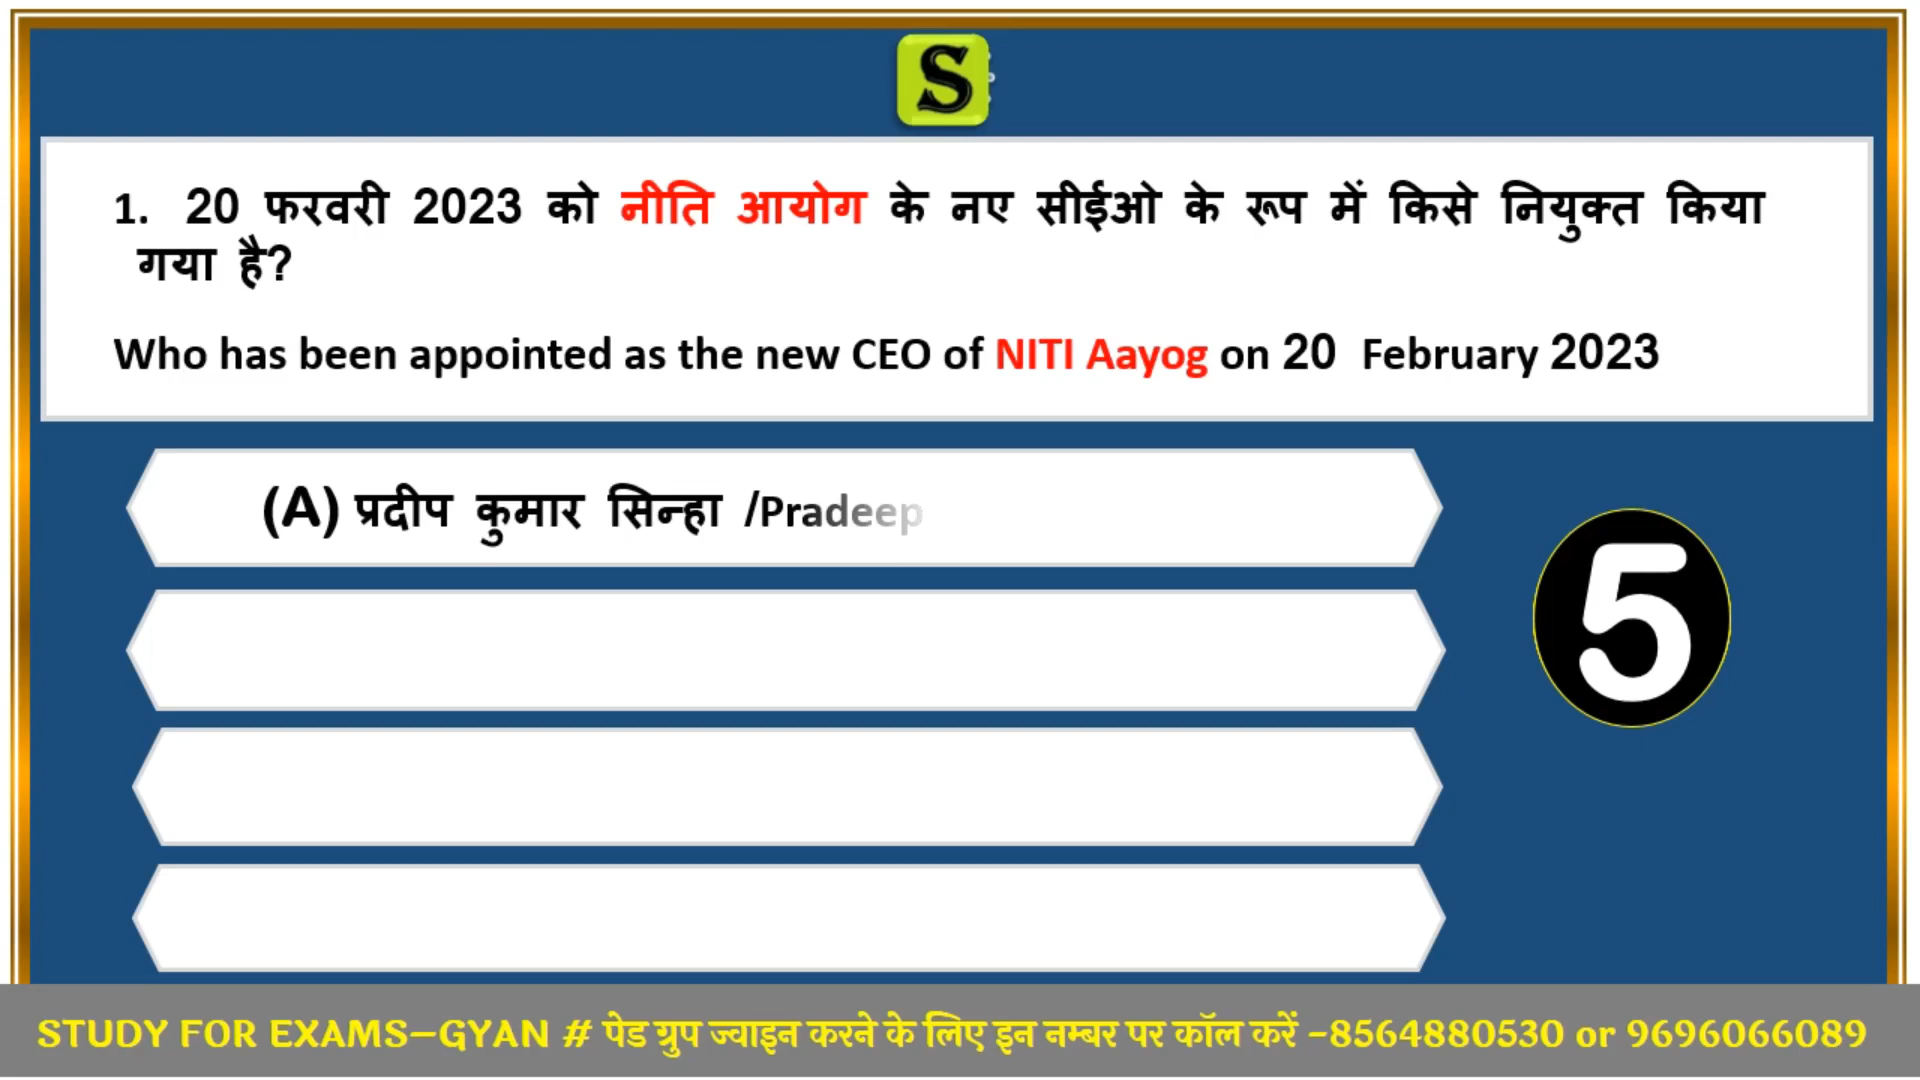 S
1. 20 फरवरी 2023 को नीति आयोग के नए सीईओ के रूप में किसे नियुक्त किया
गया है?
Who has been appointed as the new CEO of NITI Aayog on 20 February 2023
(A) प्रदीप कुमार सिन्हा /Pradeep
5
STUDY FOR EXAMS-GYAN # पेड ग्रुप ज्वाइन करने के लिए इन नम्बर पर कॉल करें -8564880530 or 9696066089